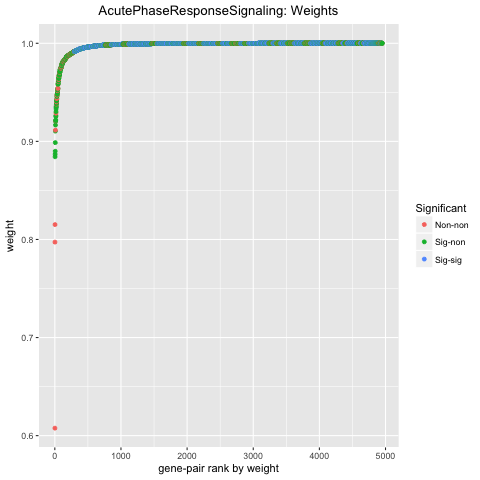 AcutePhaseResponseSignaling: Weights
1.0
0.9
0.8
0.7
0.6
weight
0
1000
2000
3000
4000
5000
gene-pair rank by weight
Significant
Non-non
Sig-non
Sig-sig